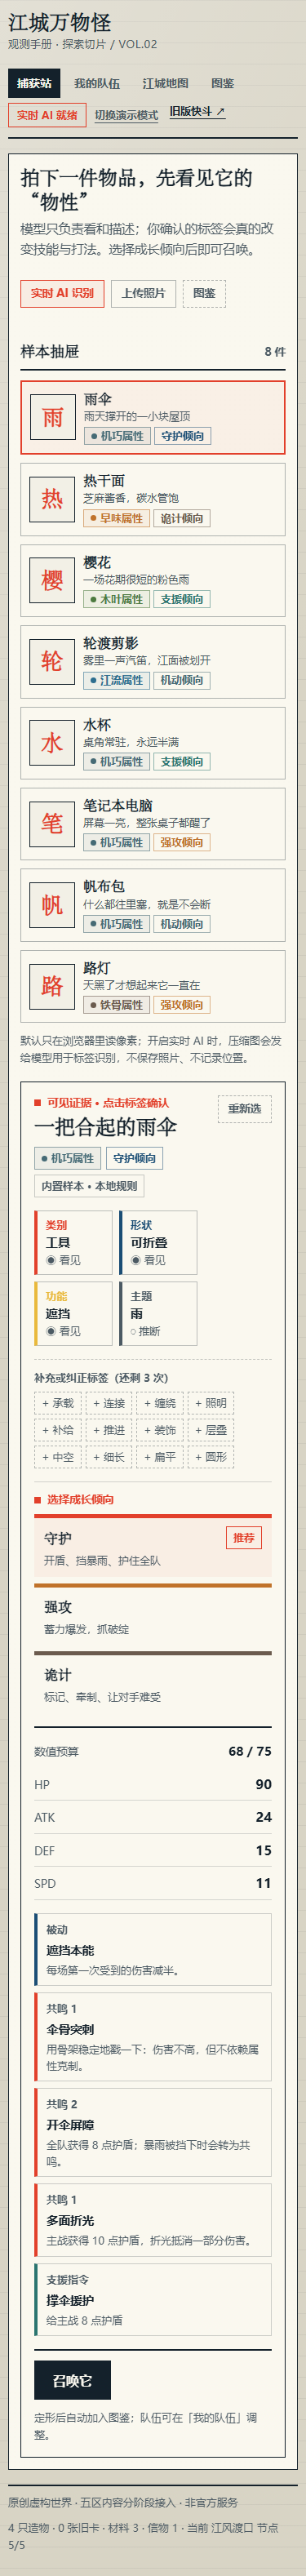 江城万物怪
观测手册 · 探索切片 / VOL.02
捕获站 我的队伍 江城地图 图鉴
实时 AI 就绪 切换演示模式 旧版快斗 ↗
拍下一件物品，先看见它的
“物性”
模型只负责看和描述；你确认的标签会真的改
变技能与打法。选择成长倾向后即可召唤。
实时 AI 识别 上传照片 图鉴
样本抽屉 8 件
雨 雨伞
雨天撑开的一小块屋顶
机巧属性 守护倾向
热 热干面
芝麻酱香，碳水管饱
早味属性 诡计倾向
樱 樱花
一场花期很短的粉色雨
木叶属性 支援倾向
轮 轮渡剪影
雾里一声汽笛，江面被划开
江流属性 机动倾向
水 水杯
桌角常驻，永远半满
机巧属性 支援倾向
笔 笔记本电脑
屏幕一亮，整张桌子都醒了
机巧属性 强攻倾向
帆 帆布包
什么都往里塞，就是不会断
机巧属性 机动倾向
路 路灯
天黑了才想起来它一直在
铁骨属性 强攻倾向
默认只在浏览器里读像素；开启实时 AI 时，压缩图会发
给模型用于标签识别，不保存照片、不记录位置。
可见证据 · 点击标签确认 重新选
一把合起的雨伞
机巧属性 守护倾向
内置样本 · 本地规则
类别 形状
工具 可折叠
◉ 看见 ◉ 看见
功能 主题
遮挡 雨
◉ 看见 ○ 推断
补充或纠正标签（还剩 3 次）
+ 承载 + 连接 + 缠绕 + 照明
+ 补给 + 推进 + 装饰 + 层叠
+ 中空 + 细长 + 扁平 + 圆形
选择成长倾向
守护 推荐
开盾、挡暴雨、护住全队
强攻
蓄力爆发，抓破绽
诡计
标记、牵制、让对手难受
数值预算 68 / 75
HP 90
ATK 24
DEF 15
SPD 11
被动
遮挡本能
每场第一次受到的伤害减半。
共鸣 1
伞骨突刺
用骨架稳定地戳一下：伤害不高，但不依赖属
性克制。
共鸣 2
开伞屏障
全队获得 8 点护盾；暴雨被挡下时会转为共
鸣。
共鸣 1
多面折光
主战获得 10 点护盾，折光抵消一部分伤害。
支援指令
撑伞援护
给主战 8 点护盾
召唤它
定形后自动加入图鉴；队伍可在「我的队伍」调
整。
原创虚构世界 · 五区内容分阶段接入 · 非官方服务
4 只造物 · 0 张旧卡 · 材料 3 · 信物 1 · 当前 江风渡口 节点
5/5